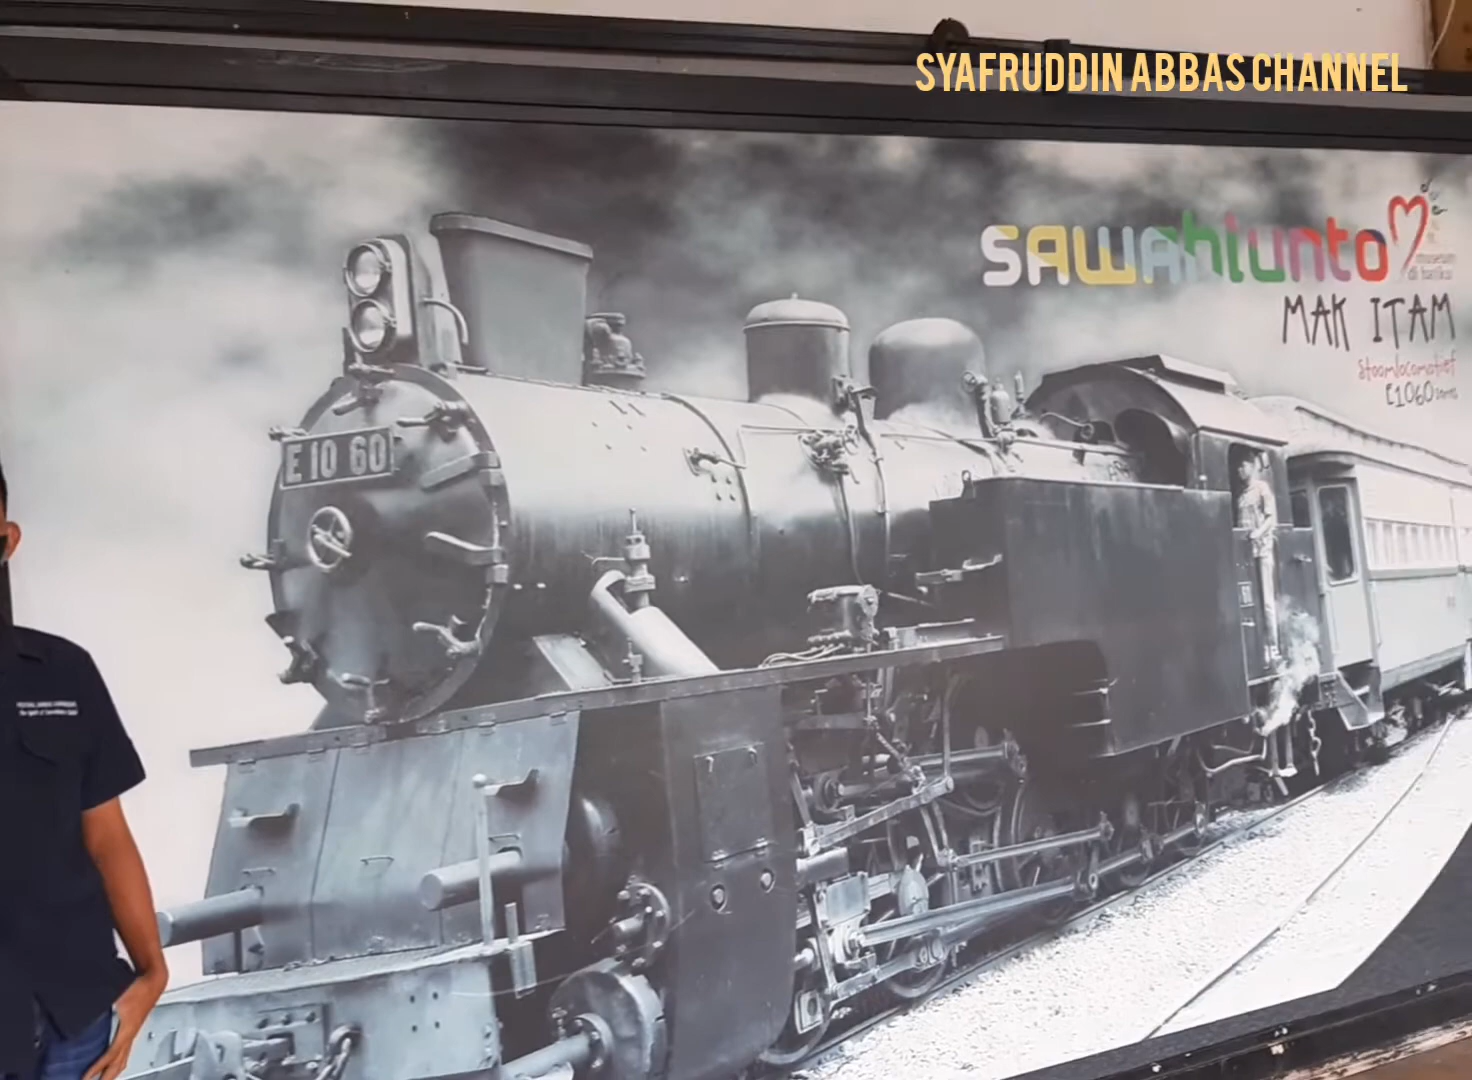 SYAFRUDDIN ABBAS CHANNEL
sawahlunto
MAK ITAM
Stoomlocomotief
E1060
E 10 60